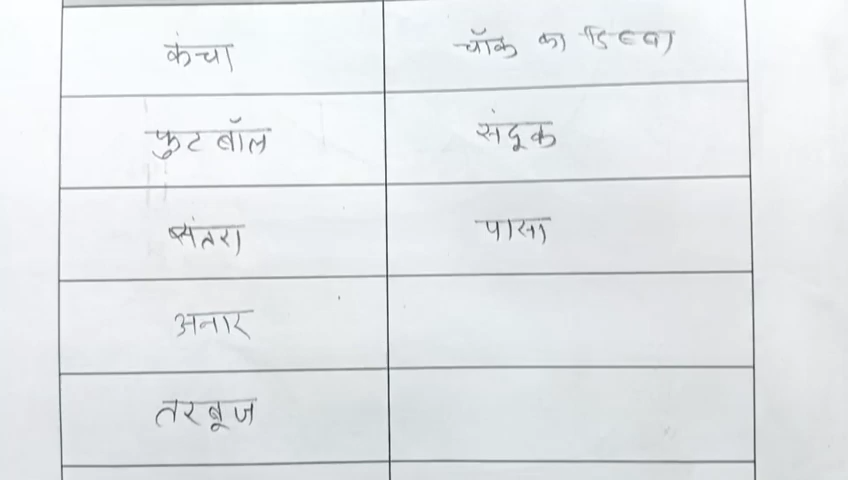 कंचा चॉक का डिब्बा
फुटबॉल संदूक
संतरा पासा
अनार
तरबूज